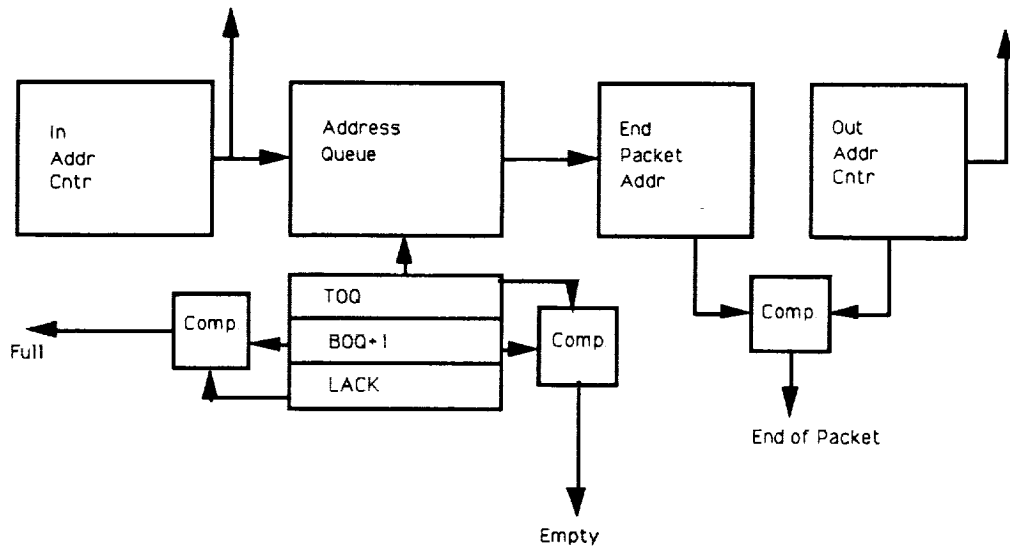 In
Addr
Cntr
Address
Queue
End
Packet
Addr
Out
Addr
Cntr
TOQ
BOQ+1
LACK
Comp.
Comp.
Comp.
Full
End of Packet
Empty